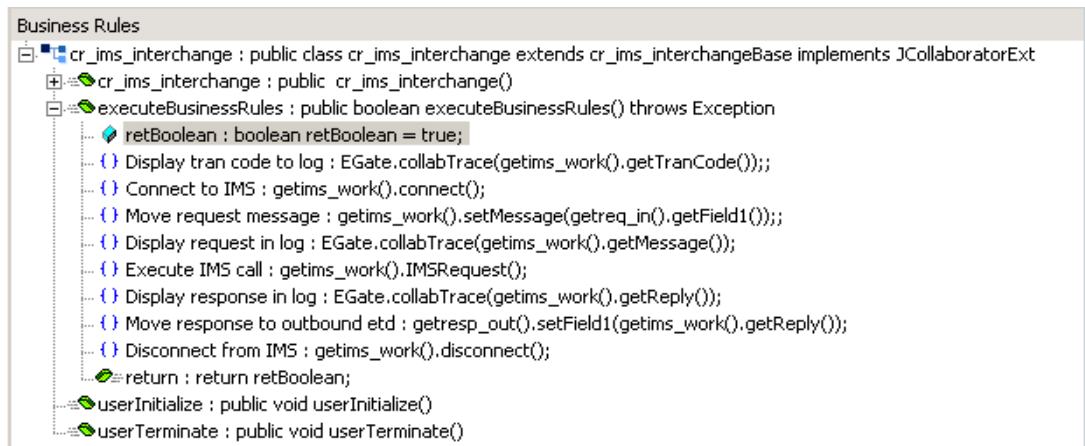 Business Rules
cr_ims_interchange : public class cr_ims_interchange extends cr_ims_interchangeBase implements JCollaboratorExt
cr_ims_interchange : public  cr_ims_interchange()
executeBusinessRules : public boolean executeBusinessRules() throws Exception
retBoolean : boolean retBoolean = true;
{ } Display tran code to log : EGate.collabTrace(getims_work().getTranCode());;
{ } Connect to IMS : getims_work().connect();
{ } Move request message : getims_work().setMessage(getreq_in().getField1());;
{ } Display request in log : EGate.collabTrace(getims_work().getMessage());
{ } Execute IMS call : getims_work().IMSRequest();
{ } Display response in log : EGate.collabTrace(getims_work().getReply());
{ } Move response to outbound etd : getresp_out().setField1(getims_work().getReply());
{ } Disconnect from IMS : getims_work().disconnect();
return : return retBoolean;
userInitialize : public void userInitialize()
userTerminate : public void userTerminate()